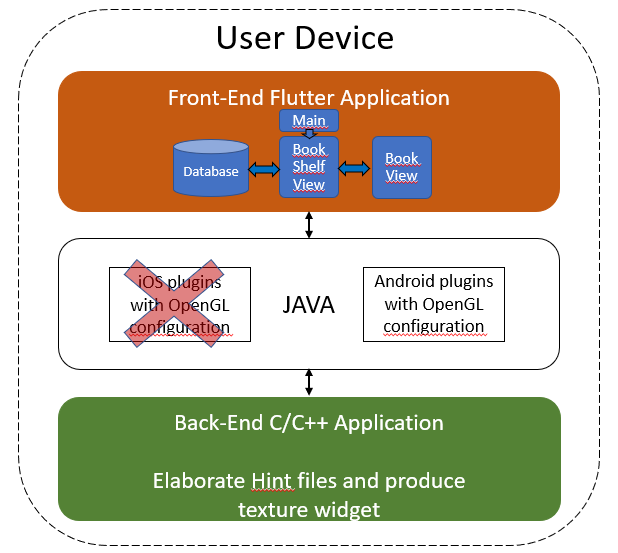 User Device
Front-End Flutter Application
Main
Database
Book
Shelf
View
Book
View
iOS plugins
with OpenGL
configuration
JAVA
Android plugins
with OpenGL
configuration
Back-End C/C++ Application
Elaborate Hint files and produce
texture widget